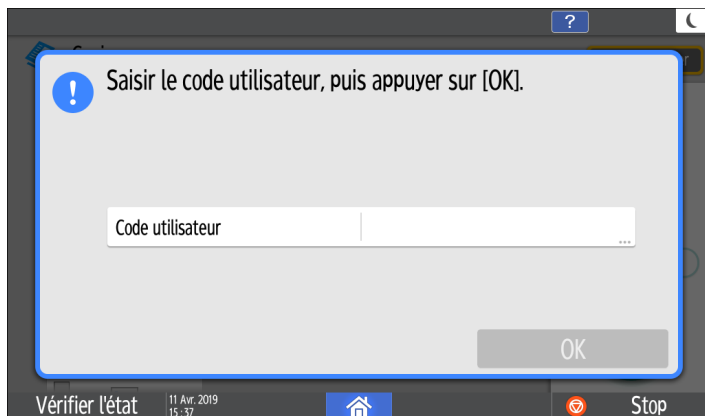 ?
Saisir le code utilisateur, puis appuyer sur [OK].
Code utilisateur
...
OK
Vérifier l'état
11 Avr. 2019
15:37
Stop